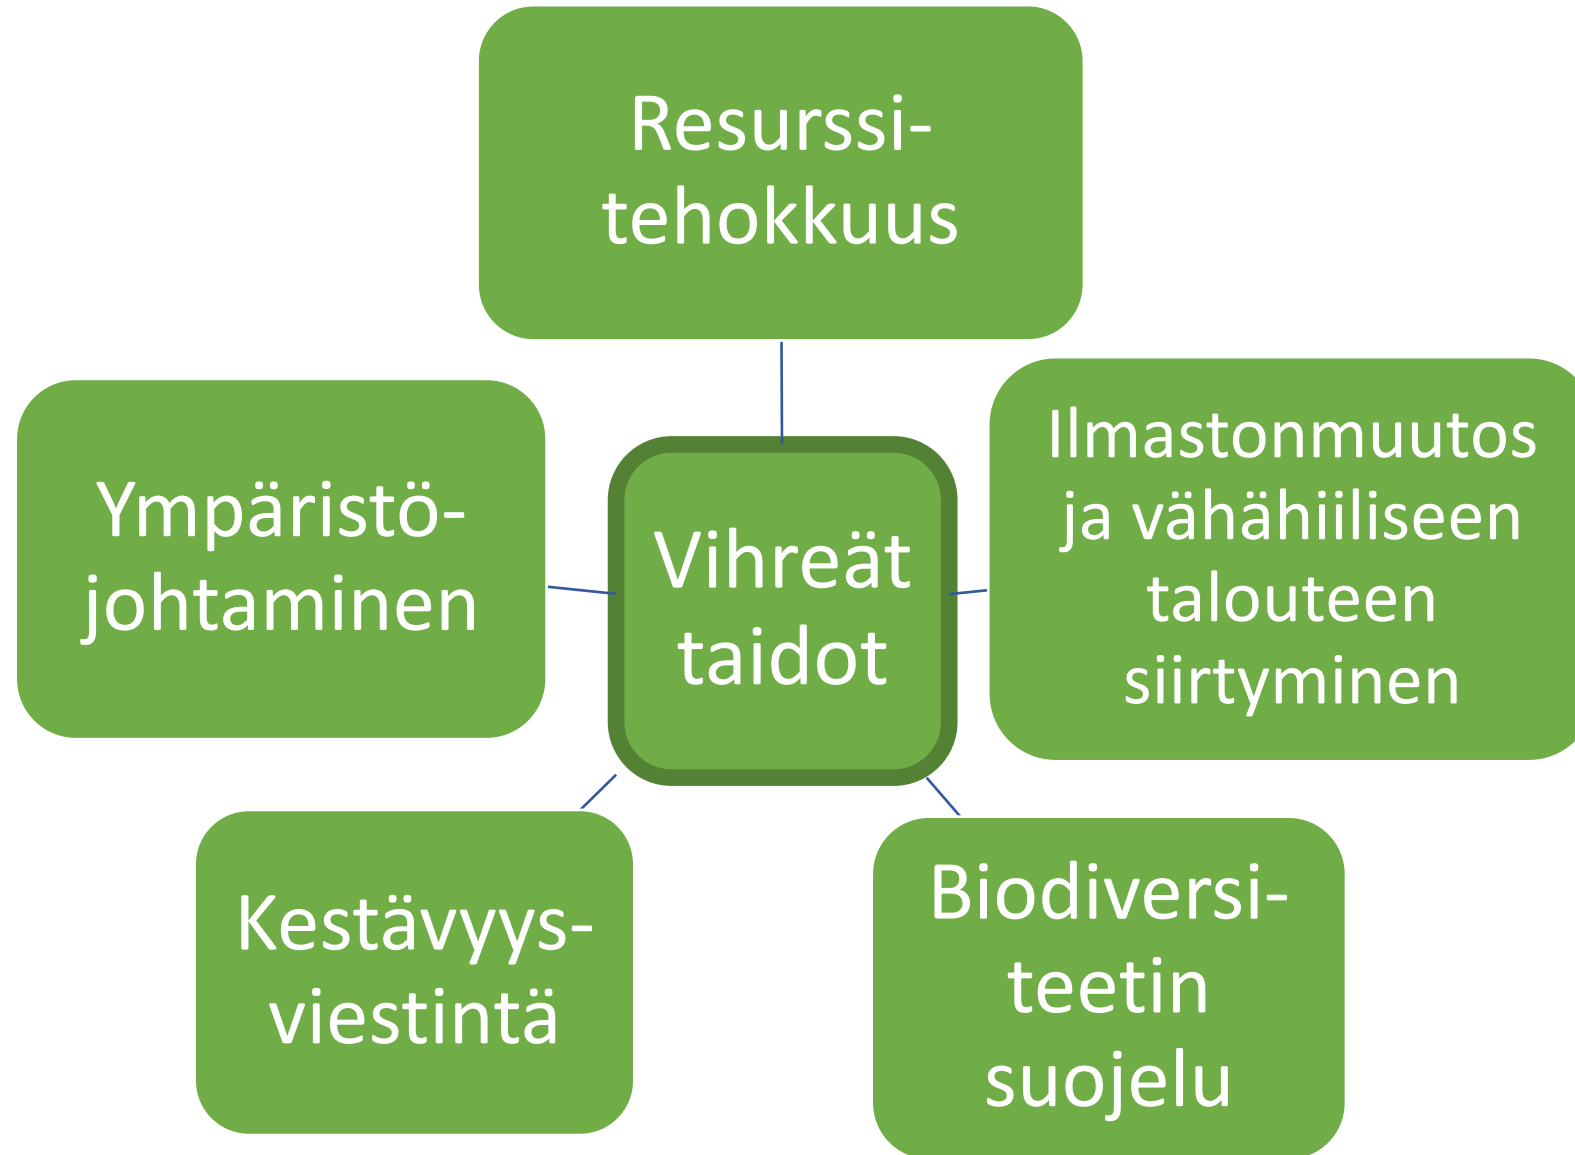 Resurssi-
tehokkuus
Ilmastonmuutos
ja vähähiiliseen
talouteen
siirtyminen
Ympäristö-
johtaminen
Vihreät
taidot
Kestävyys-
viestintä
Biodiversi-
teetin
suojelu